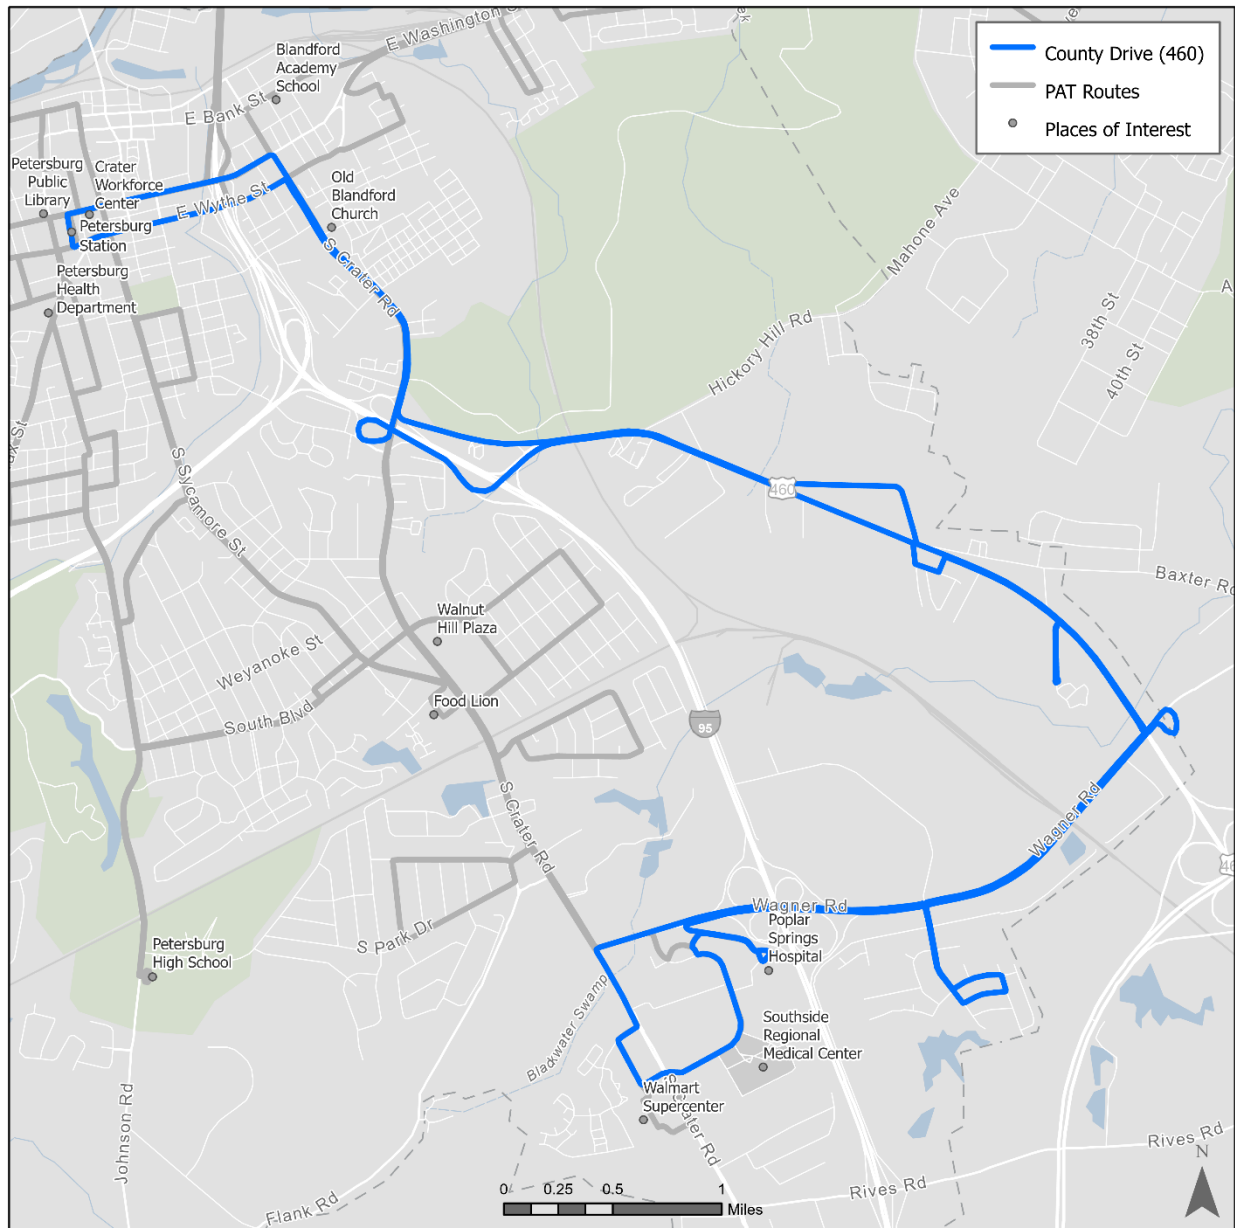 County Drive (460)
PAT Routes
Places of Interest
E Washington S
Blandford
Academy
School
E Bank St
Petersburg
Public
Library
Crater
Workforce
Center
Petersburg
Station
E Wythe St
Old
Blandford
Church
S Crater Rd
Petersburg
Health
Department
Mahone Ave
Hickory Hill Rd
38th St
40th St
A
460
Baxter Rd
S Sycamore St
Walnut
Hill Plaza
Weyanoke St
South Blvd
Food Lion
95
S Crater Rd
Wagner Rd
46
S Park Dr
Wagner Rd
Poplar
Springs
Hospital
Petersburg
High School
Blackwater Swamp
Southside
Regional
Medical Center
Walmart
Supercenter
S Crater Rd
Johnson Rd
Flank Rd
Rives Rd
Rives Rd
N
0 0.25 0.5 1
Miles